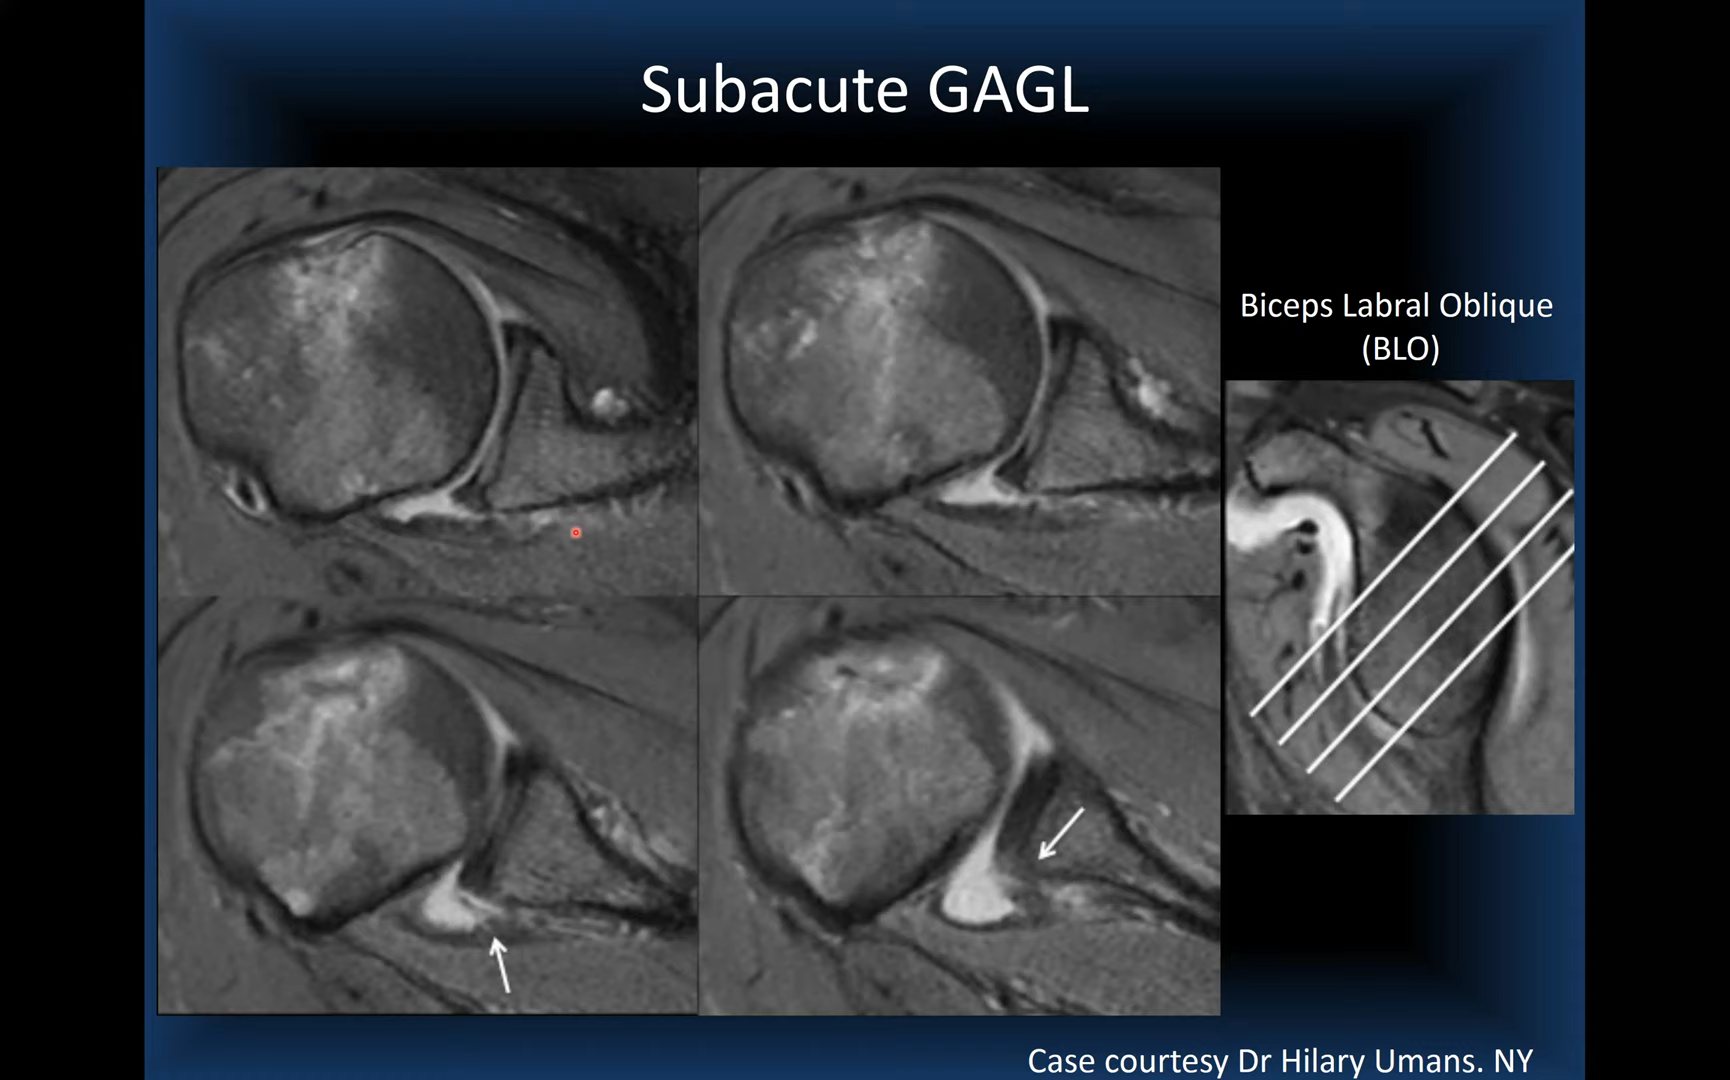 Subacute GAGL
Biceps Labral Oblique
(BLO)
Case courtesy Dr Hilary Umans. NY